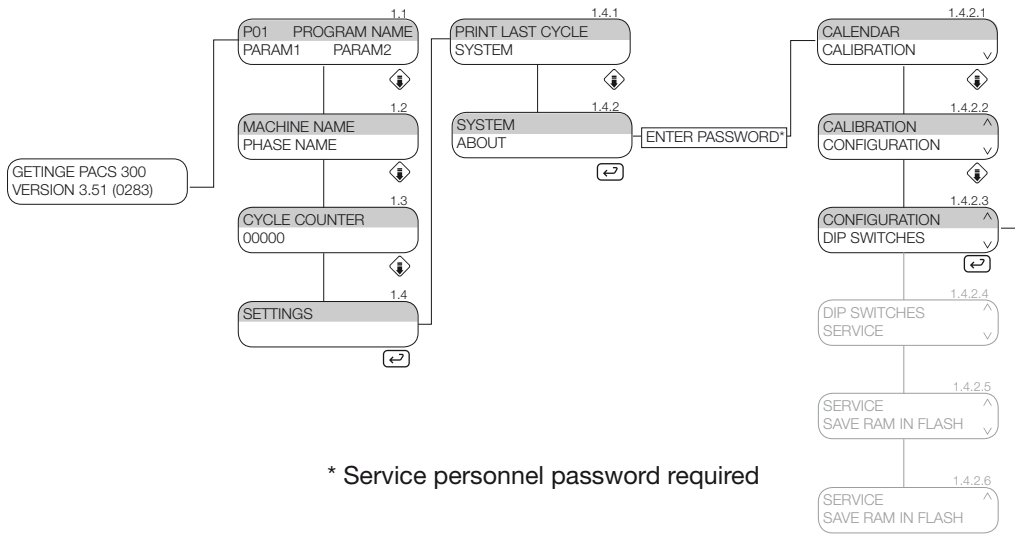 GETINGE PACS 300
VERSION 3.51 (0283)
1.1
P01 PROGRAM NAME
PARAM1 PARAM2
1.2
MACHINE NAME
PHASE NAME
1.3
CYCLE COUNTER
00000
1.4
SETTINGS
1.4.1
PRINT LAST CYCLE
SYSTEM
1.4.2
SYSTEM
ABOUT
ENTER PASSWORD*
1.4.2.1
CALENDAR
CALIBRATION
1.4.2.2
CALIBRATION
CONFIGURATION
1.4.2.3
CONFIGURATION
DIP SWITCHES
1.4.2.4
DIP SWITCHES
SERVICE
1.4.2.5
SERVICE
SAVE RAM IN FLASH
1.4.2.6
SERVICE
SAVE RAM IN FLASH
* Service personnel password required